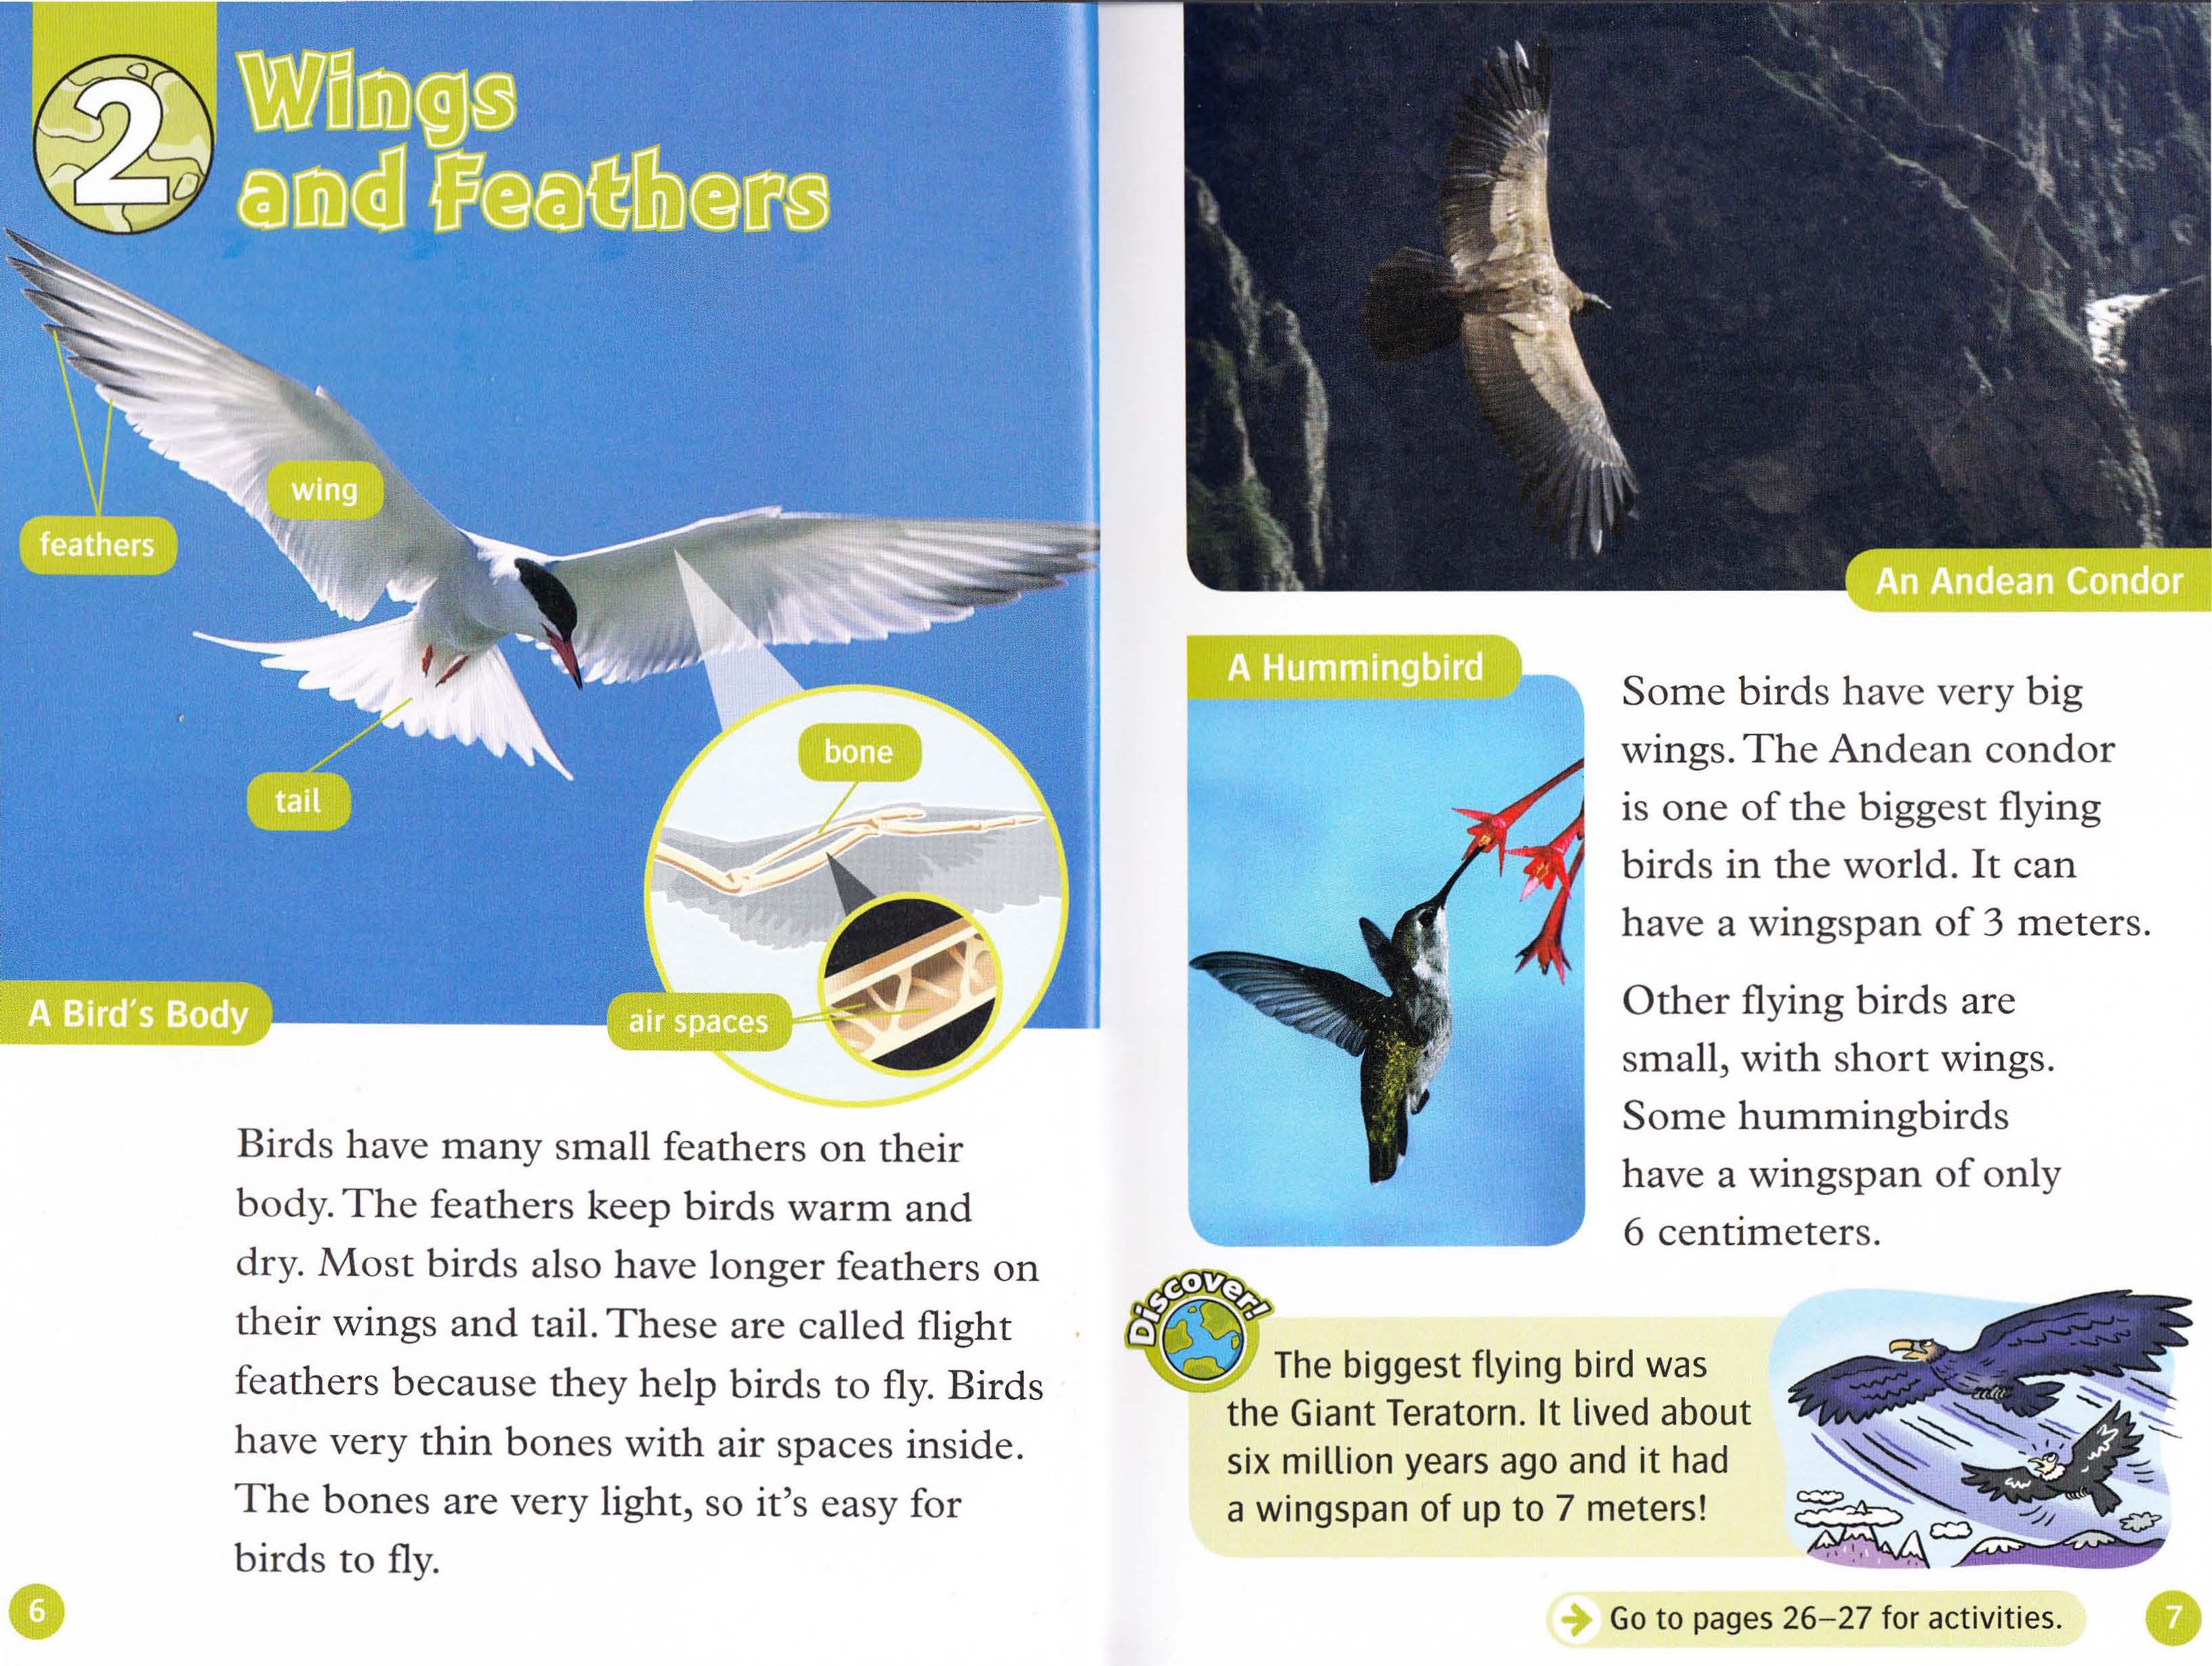 2
Wings
and Feathers
wing
feathers
tail
bone
air spaces
A Bird's Body
Birds have many small feathers on their
body. The feathers keep birds warm and
dry. Most birds also have longer feathers on
their wings and tail. These are called flight
feathers because they help birds to fly. Birds
have very thin bones with air spaces inside.
The bones are very light, so it's easy for
birds to fly.
6
An Andean Condor
A Hummingbird
Some birds have very big
wings. The Andean condor
is one of the biggest flying
birds in the world. It can
have a wingspan of 3 meters.
Other flying birds are
small, with short wings.
Some hummingbirds
have a wingspan of only
6 centimeters.
Discover!
The biggest flying bird was
the Giant Teratorn. It lived about
six million years ago and it had
a wingspan of up to 7 meters!
Go to pages 26–27 for activities.
7